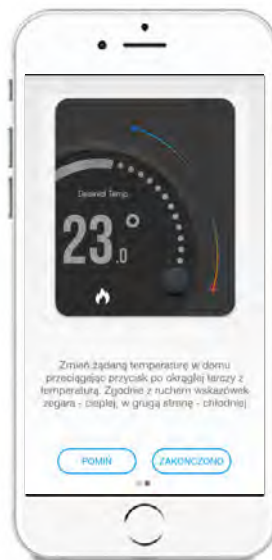 Desired Temp.
23.0°
Zmień żądaną temperaturę w domu
przeciągając przycisk po okrągłej tarczy z
temperaturą. Zgodnie z ruchem wskazówek
zegara - cieplej, w grugą stronę - chłodniej
POMIŃ
ZAKOŃCZONO